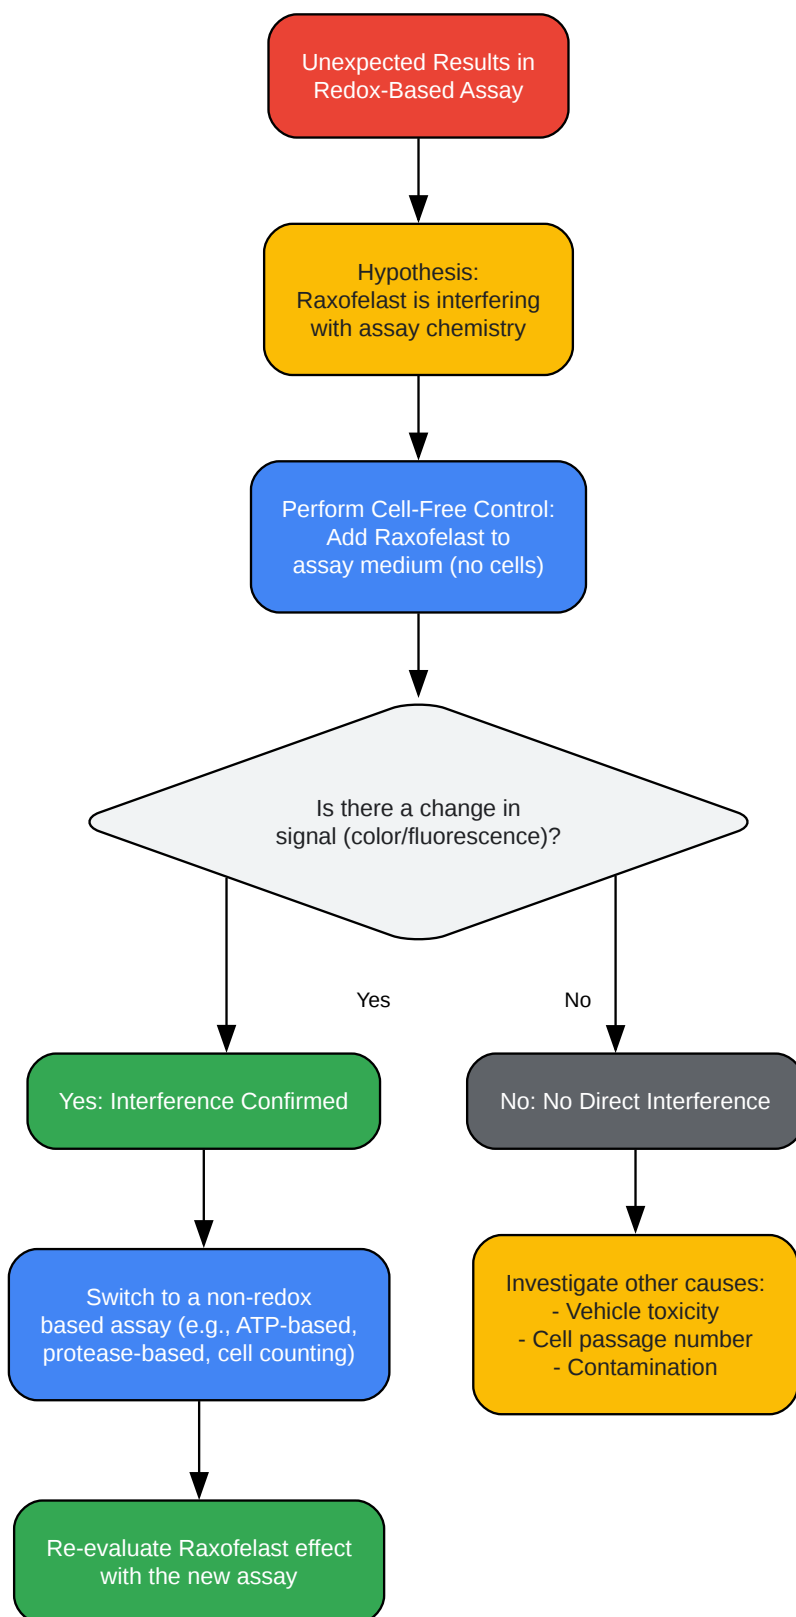 Unexpected Results in
Redox-Based Assay
Hypothesis:
Raxofelast is interfering
with assay chemistry
Perform Cell-Free Control:
Add Raxofelast to
assay medium (no cells)
Is there a change in
signal (color/fluorescence)?
Yes
No
Yes: Interference Confirmed
No: No Direct Interference
Switch to a non-redox
based assay (e.g., ATP-based,
protease-based, cell counting)
Investigate other causes:
- Vehicle toxicity
- Cell passage number
- Contamination
Re-evaluate Raxofelast effect
with the new assay